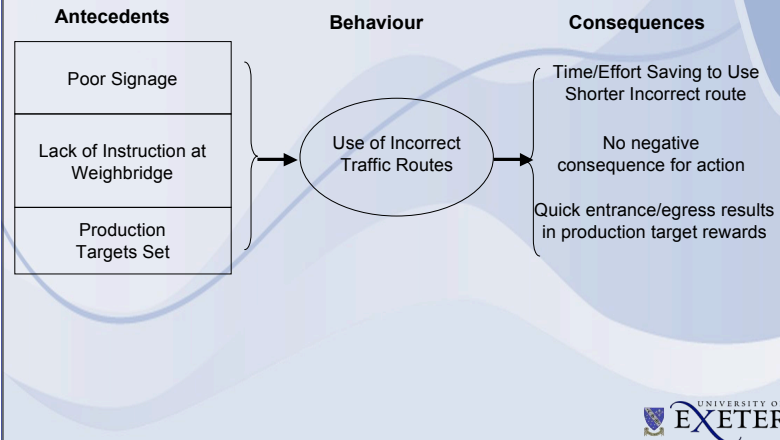 Antecedents
Behaviour
Consequences
Poor Signage
Lack of Instruction at
Weighbridge
Production
Targets Set
Use of Incorrect
Traffic Routes
Time/Effort Saving to Use
Shorter Incorrect route
No negative
consequence for action
Quick entrance/egress results
in production target rewards
UNIVERSITY O
EXETER